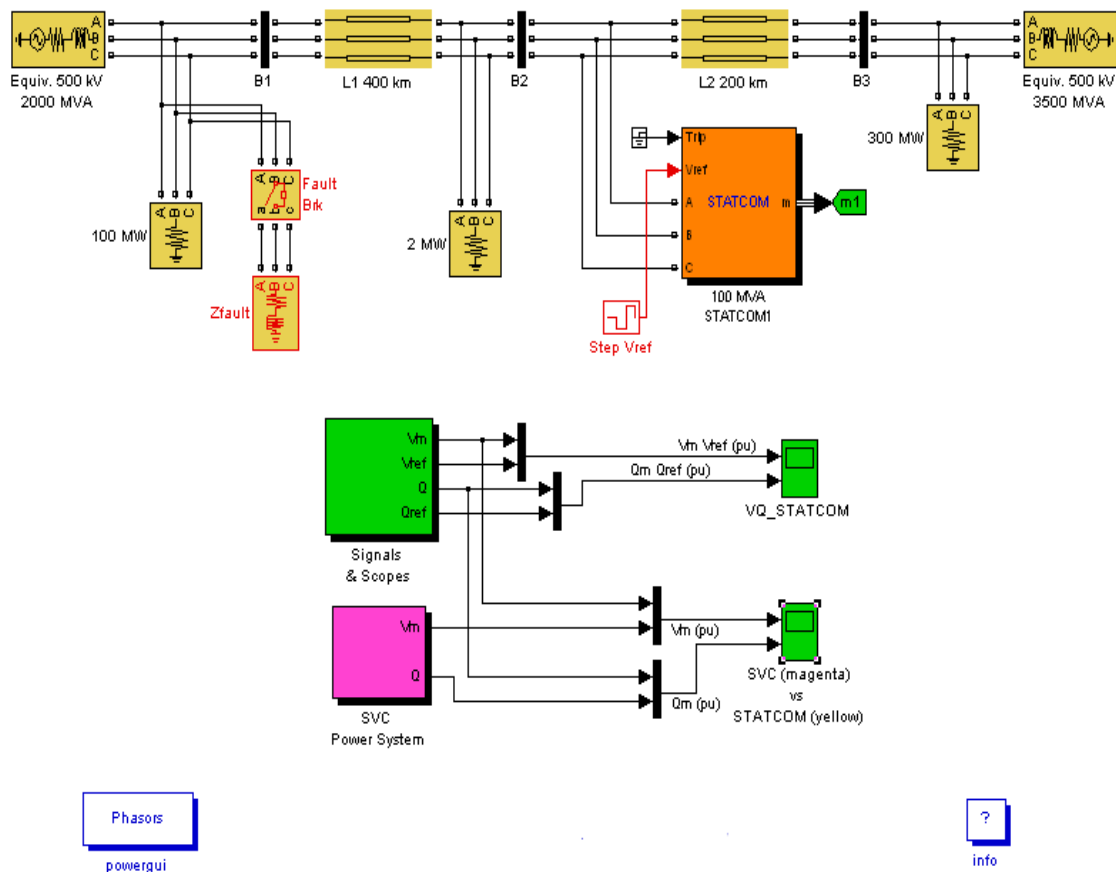 A
B
C
Equiv. 500 kV
2000 MVA
B1
L1 400 km
B2
L2 200 km
B3
A
B
C
Equiv. 500 kV
3500 MVA
A B C
a b c
Fault
Brk
A B C
100 MW
A B C
Zfault
A B C
2 MW
Trip
Vref
A
B
C
STATCOM
m
m1
100 MVA
STATCOM1
Step Vref
A B C
300 MW
Vm
Vref
Q
Qref
Signals
& Scopes
Vm Vref (pu)
Qm Qref (pu)
VQ_STATCOM
Vm
Q
SVC
Power System
Vm (pu)
Qm (pu)
SVC (magenta)
vs
STATCOM (yellow)
Phasors
powergui
?
info